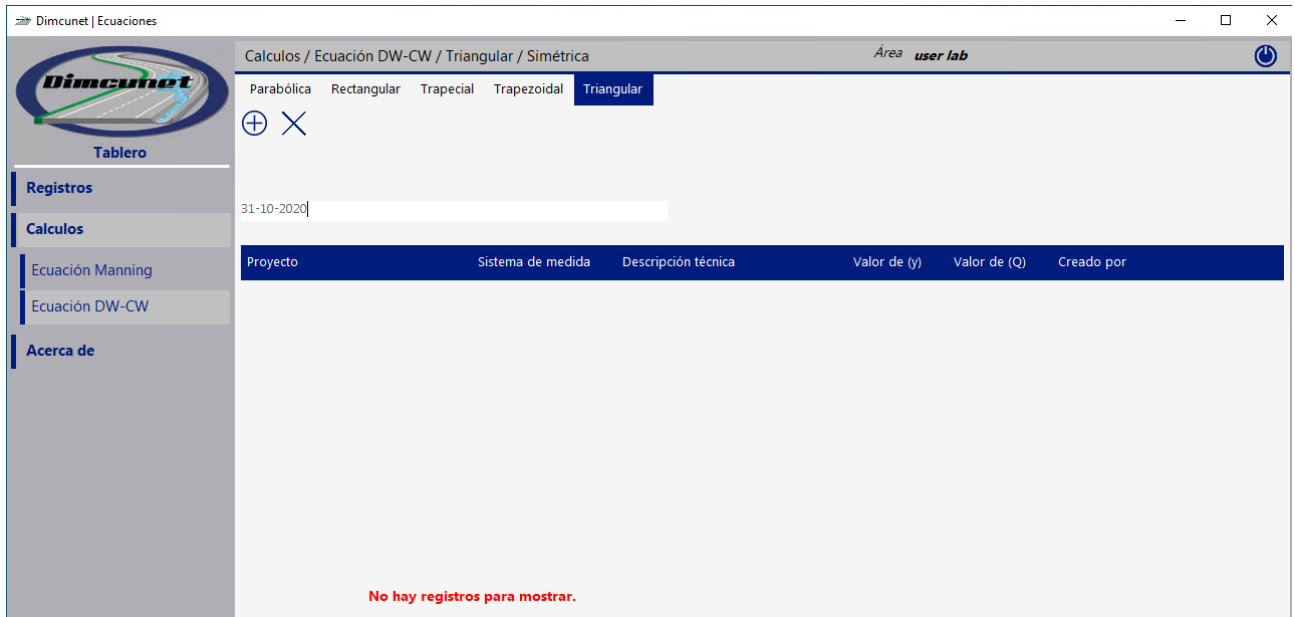 Dimcunet | Ecuaciones
Dimcunet
Tablero
Registros
Calculos
Ecuación Manning
Ecuación DW-CW
Acerca de
Calculos / Ecuación DW-CW / Triangular / Simétrica Área user lab
Parabólica Rectangular Trapecial Trapezoidal Triangular
31-10-2020
Proyecto Sistema de medida Descripción técnica Valor de (y) Valor de (Q) Creado por
No hay registros para mostrar.